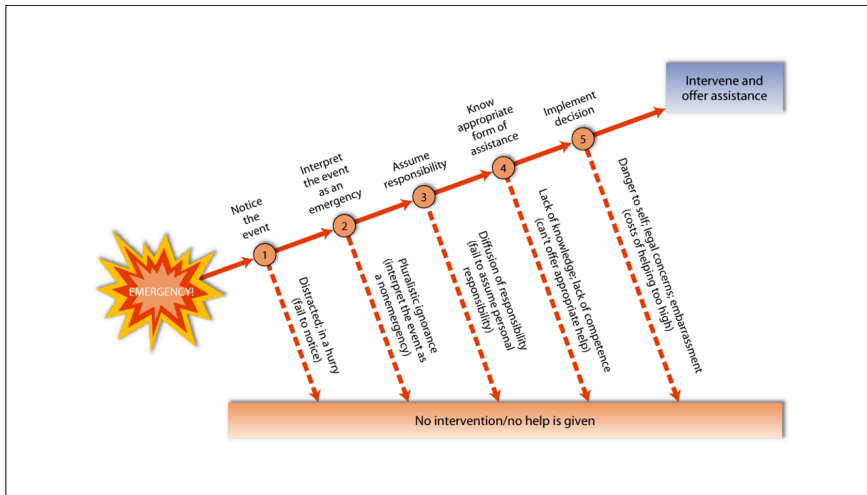 Intervene and
offer assistance
Implement
decision
5
Know
appropriate
form of
assistance
4
Assume
responsibility
3
Interpret
the event
as an
emergency
2
Notice
the
event
1
EMERGENCY!
Distracted; in a hurry
(fail to notice)
Pluralistic ignorance
(interpret the event as
a nonemergency)
Diffusion of responsibility
(fail to assume personal
responsibility)
Lack of knowledge; lack of competence
(can't offer appropriate help)
Danger to self; legal concerns; embarrassment
(costs of helping too high)
No intervention/no help is given